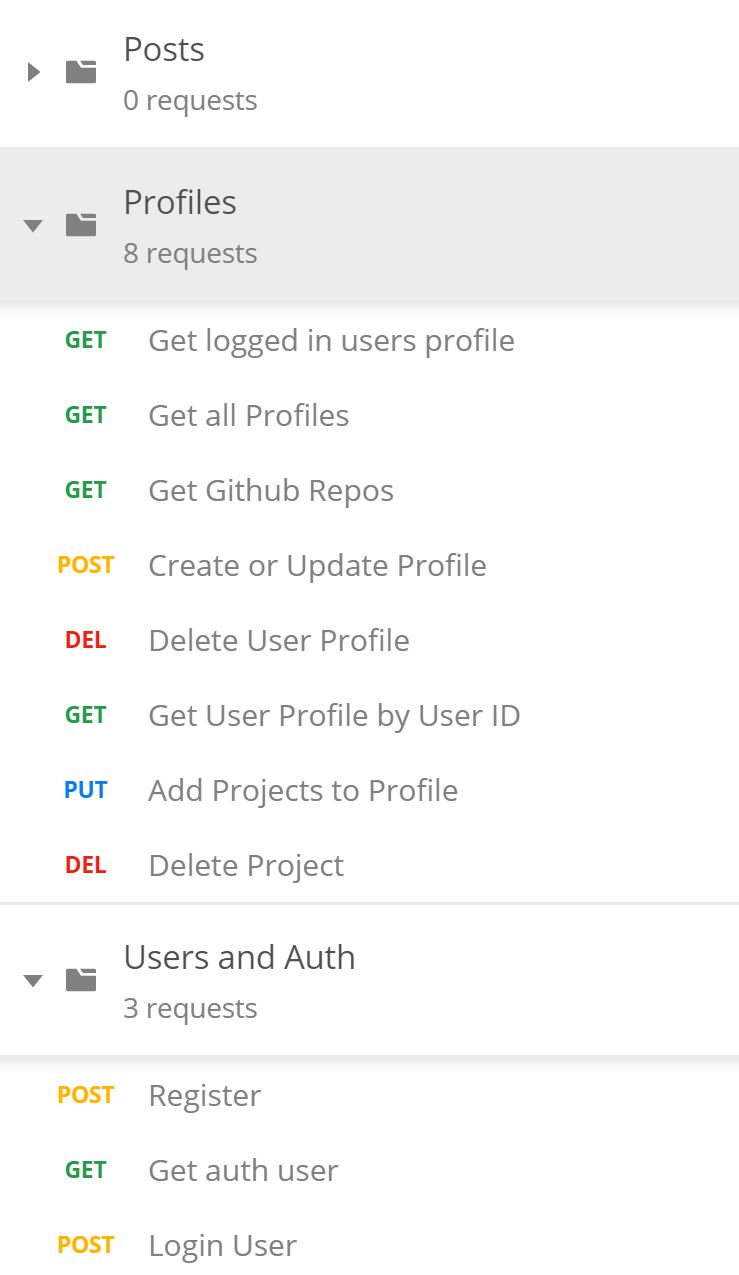 Posts
0 requests
Profiles
8 requests
GET Get logged in users profile
GET Get all Profiles
GET Get Github Repos
POST Create or Update Profile
DEL Delete User Profile
GET Get User Profile by User ID
PUT Add Projects to Profile
DEL Delete Project
Users and Auth
3 requests
POST Register
GET Get auth user
POST Login User